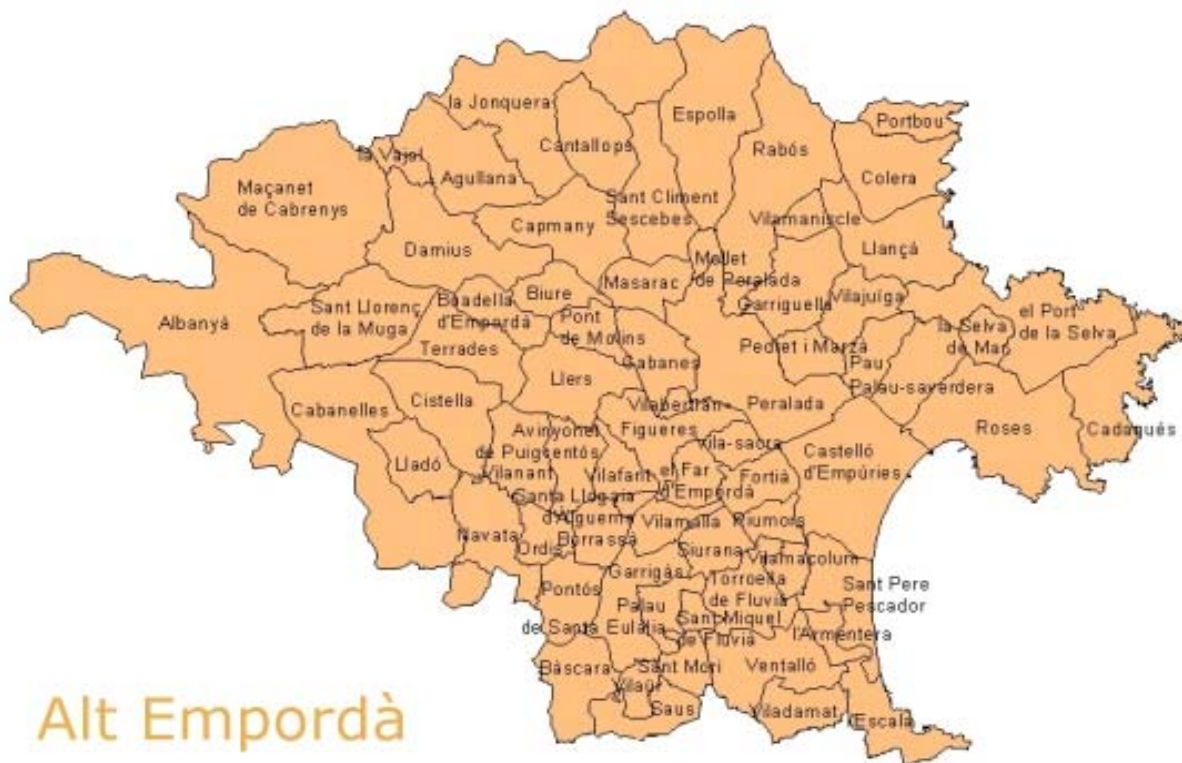 la Jonquera
Espolla
Portbou
Cantallops
Rabós
la Vajol
Agullana
Colera
Maçanet
de Cabrenys
Sant Climent
Sescebes
Vilamaniscle
Capmany
Damius
Llançà
Mollet
de Peralada
Masarac
Biure
Boadella
d'Empordà
Garriguella
Vilajuïga
Sant Llorenç
de la Muga
Albanyà
Pont
de Molins
el Port
de la Selva
la Selva
de Mar
Terrades
Cabanes
Pediet i Marzà
Pau
Llers
Palau-saverdera
Cistella
Cabanelles
Vilabertran
Peralada
Figueres
Avinyonet
de Puigcentós
Roses
Cadaqués
Vila-sacra
Castelló
d'Empúries
Lladó
Vilanant
Vilafant
el Far
d'Empordà
Fortià
Santa Llogaia
d'Àlguema
Vilamalla
Riumors
Navata
Ordis
Borrassà
Siurana
Vilamacolum
Garrigàs
Torroella
de Fluvià
Sant Pere
Pescador
Pontós
Palau
de Santa Eulàlia
Sant Miquel
de Fluvià
l'Armentera
Bàscara
Sant Mori
Ventalló
Vilaür
Saus
Viladamat
l'Escala
Alt Empordà